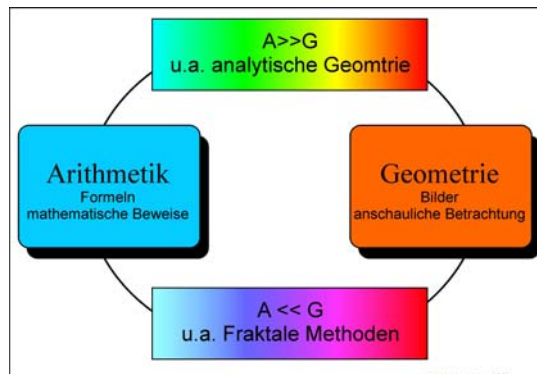 A>>G
u.a. analytische Geomtrie
Arithmetik
Formeln
mathematische Beweise
Geometrie
Bilder
anschauliche Betrachtung
A << G
u.a. Fraktale Methoden